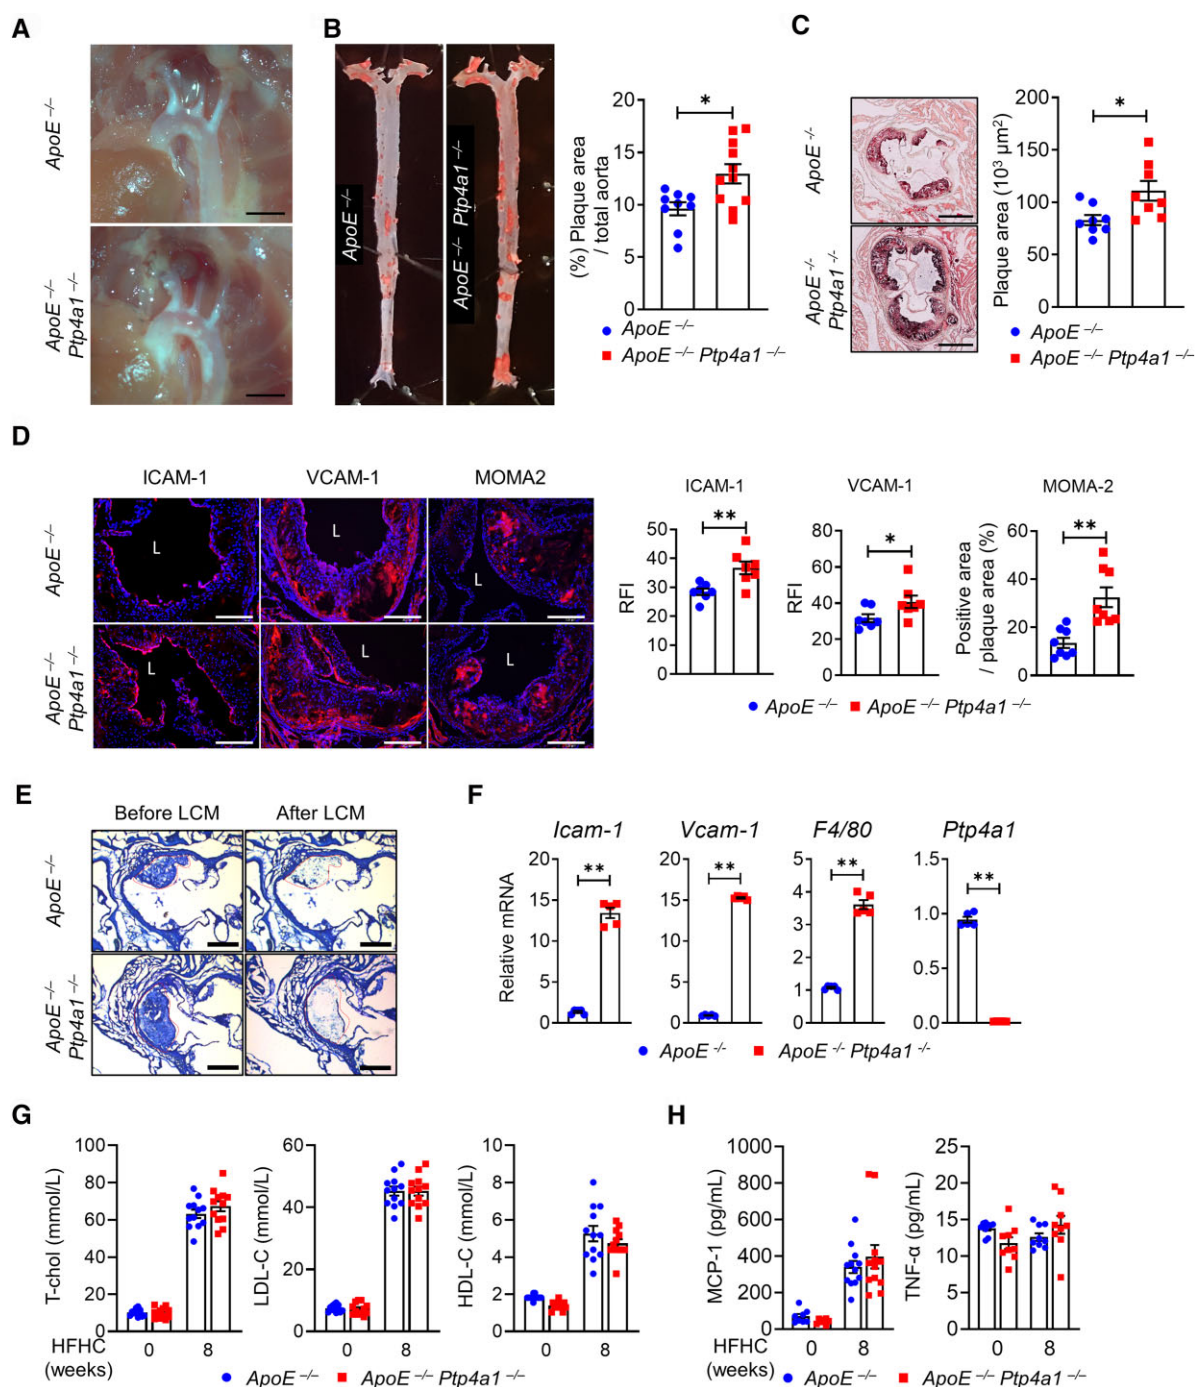 A
ApoE −/−
ApoE −/−
Ptp4a1 −/−
B
ApoE −/−
ApoE −/− Ptp4a1 −/−
(%) Plaque area
/ total aorta
20
15
10
5
0
*
ApoE −/−
ApoE −/− Ptp4a1 −/−
C
ApoE −/−
ApoE −/−
Ptp4a1 −/−
Plaque area (10³ µm²)
200
150
100
50
0
*
ApoE −/−
ApoE −/− Ptp4a1 −/−
D
ICAM-1 VCAM-1 MOMA2
ApoE −/−
L L L
ApoE −/−
Ptp4a1 −/−
L L L
ICAM-1
RFI
50
40
30
20
10
0
**
VCAM-1
RFI
80
60
40
20
0
*
MOMA-2
Positive area
/ plaque area (%)
60
40
20
0
**
ApoE −/− ApoE −/− Ptp4a1 −/−
E
Before LCM After LCM
ApoE −/−
ApoE −/−
Ptp4a1 −/−
F
Relative mRNA
Icam-1
20
15
10
5
0
**
Vcam-1
20
15
10
5
0
**
F4/80
5
4
3
2
1
0
**
Ptp4a1
1.5
1.0
0.5
0.0
**
ApoE −/− ApoE −/− Ptp4a1 −/−
G
T-chol (mmol/L)
100
80
60
40
20
0
LDL-C (mmol/L)
60
40
20
0
HDL-C (mmol/L)
10
8
6
4
2
0
HFHC
(weeks)
0 8 0 8 0 8
ApoE −/− ApoE −/− Ptp4a1 −/−
H
MCP-1
(pg/mL)
1000
800
600
400
200
0
TNF-α (pg/mL)
25
20
15
10
5
0
HFHC
(weeks)
0 8 0 8
ApoE −/− ApoE −/− Ptp4a1 −/−